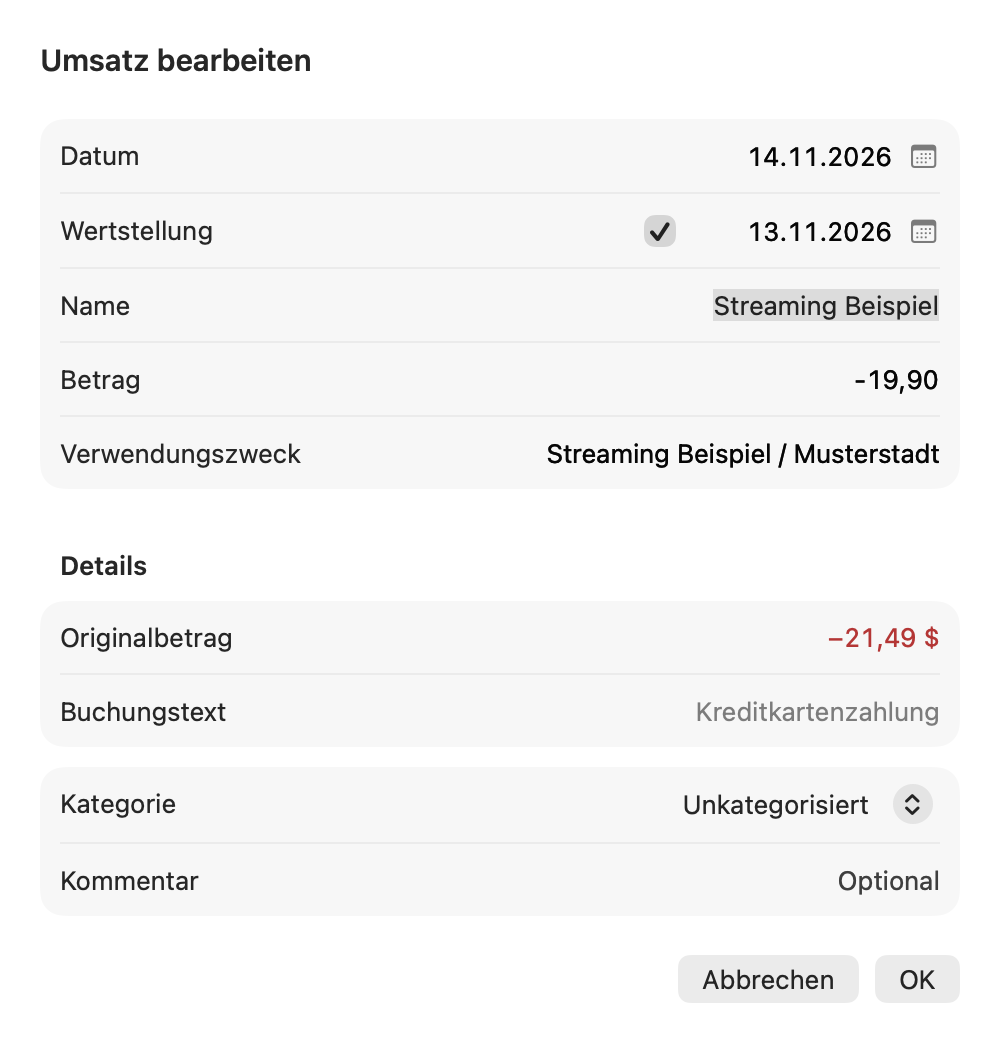 Umsatz bearbeiten
Datum 14.11.2026
Wertstellung 13.11.2026
Name Streaming Beispiel
Betrag -19,90
Verwendungszweck Streaming Beispiel / Musterstadt
Details
Originalbetrag –21,49 $
Buchungstext Kreditkartenzahlung
Kategorie Unkategorisiert
Kommentar Optional
Abbrechen OK